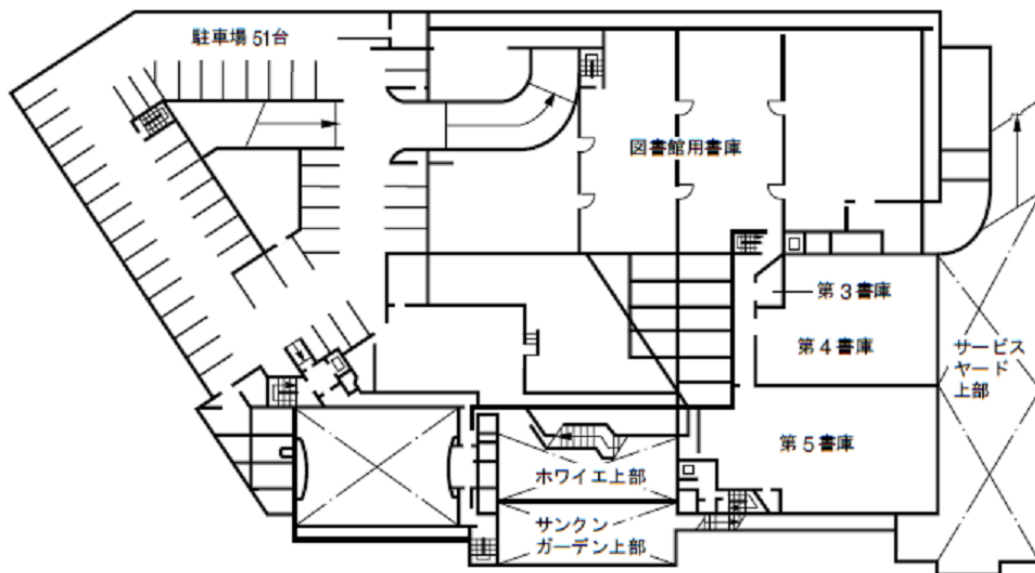 駐車場 51台
図書館用書庫
第3書庫
第4書庫
サービス
ヤード
上部
第5書庫
ホワイエ上部
サンクン
ガーデン上部